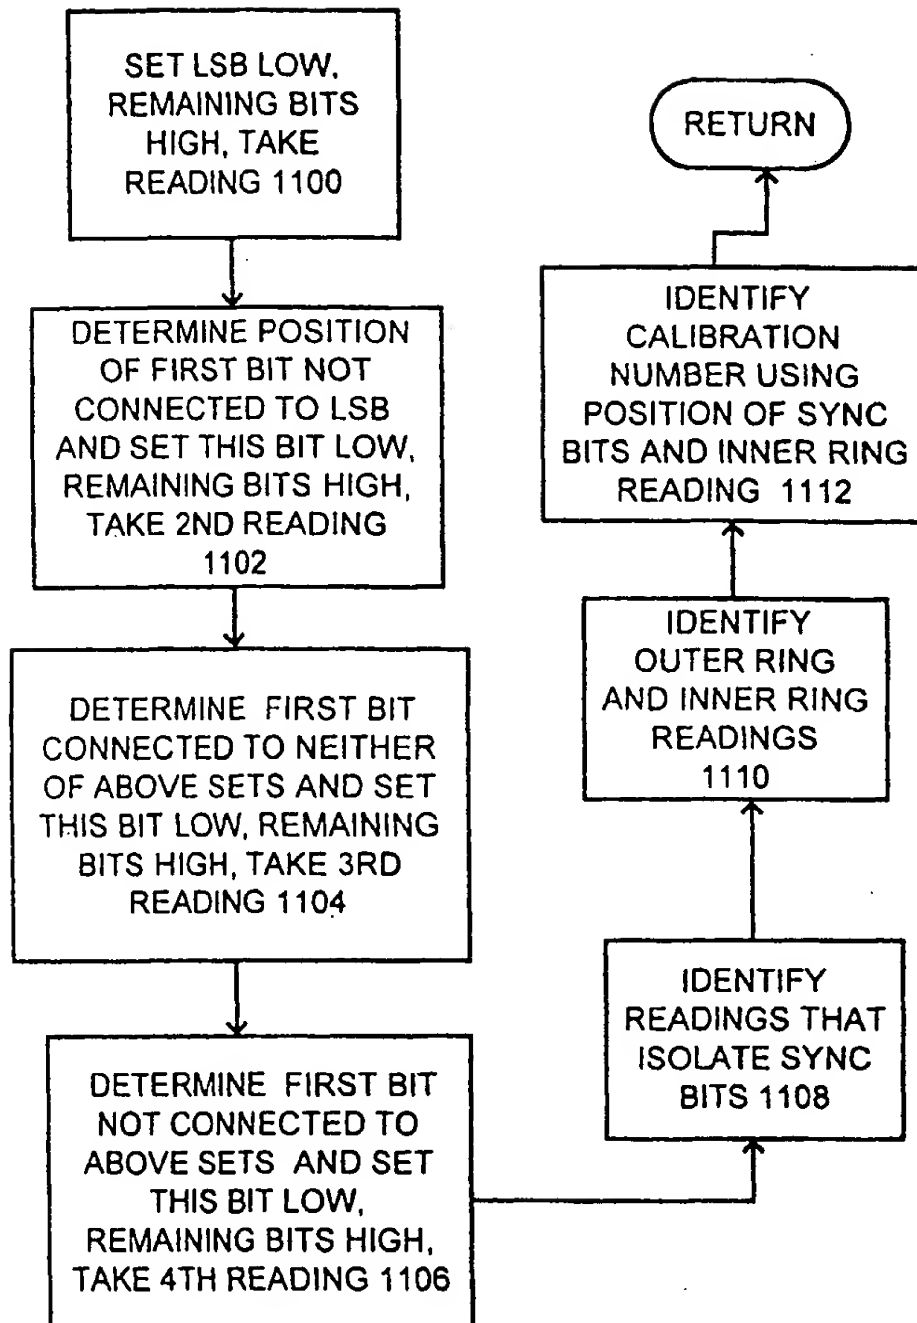 SET LSB LOW,
REMAINING BITS
HIGH, TAKE
READING 1100
DETERMINE POSITION
OF FIRST BIT NOT
CONNECTED TO LSB
AND SET THIS BIT LOW,
REMAINING BITS HIGH,
TAKE 2ND READING
1102
DETERMINE FIRST BIT
CONNECTED TO NEITHER
OF ABOVE SETS AND SET
THIS BIT LOW, REMAINING
BITS HIGH, TAKE 3RD
READING 1104
DETERMINE FIRST BIT
NOT CONNECTED TO
ABOVE SETS AND SET
THIS BIT LOW,
REMAINING BITS HIGH,
TAKE 4TH READING 1106
IDENTIFY
READINGS THAT
ISOLATE SYNC
BITS 1108
IDENTIFY
OUTER RING
AND INNER RING
READINGS
1110
IDENTIFY
CALIBRATION
NUMBER USING
POSITION OF SYNC
BITS AND INNER RING
READING 1112
RETURN